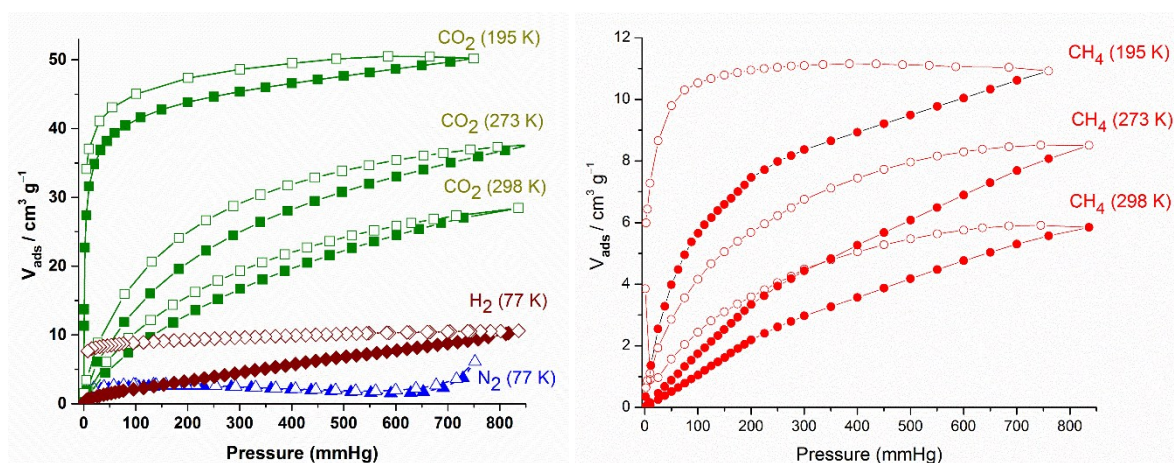 CO2 (195 K)
CO2 (273 K)
CO2 (298 K)
H2 (77 K)
N2 (77 K)
50
40
30
20
10
0
Vads / cm3 g-1
0 100 200 300 400 500 600 700 800
Pressure (mmHg)
CH4 (195 K)
CH4 (273 K)
CH4 (298 K)
12
10
8
6
4
2
0
Vads / cm3 g-1
0 100 200 300 400 500 600 700 800
Pressure (mmHg)